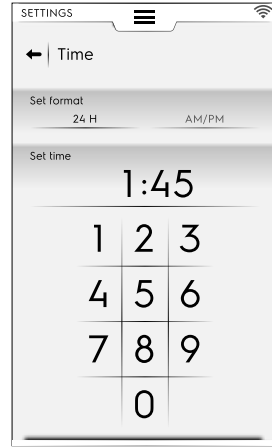 SETTINGS
Time
Set format
24 H AM/PM
Set time
1:45
1 2 3
4 5 6
7 8 9
0